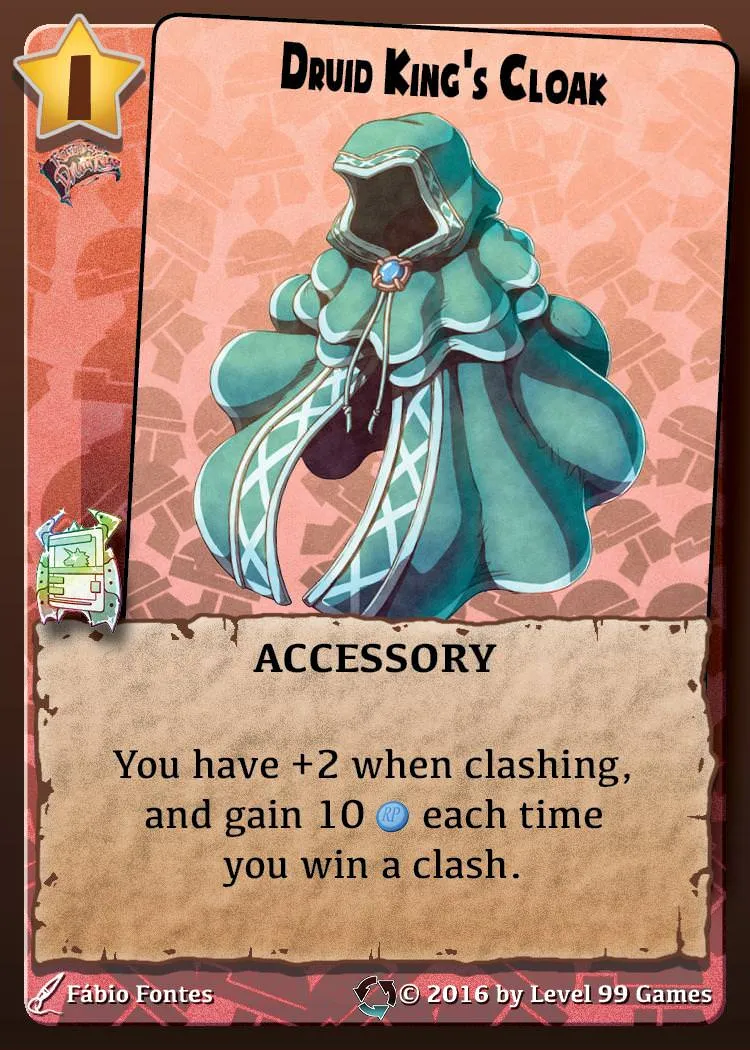 I
DRUID KING'S CLOAK
ACCESSORY
You have +2 when clashing,
and gain 10 RP each time
you win a clash.
Fábio Fontes
© 2016 by Level 99 Games